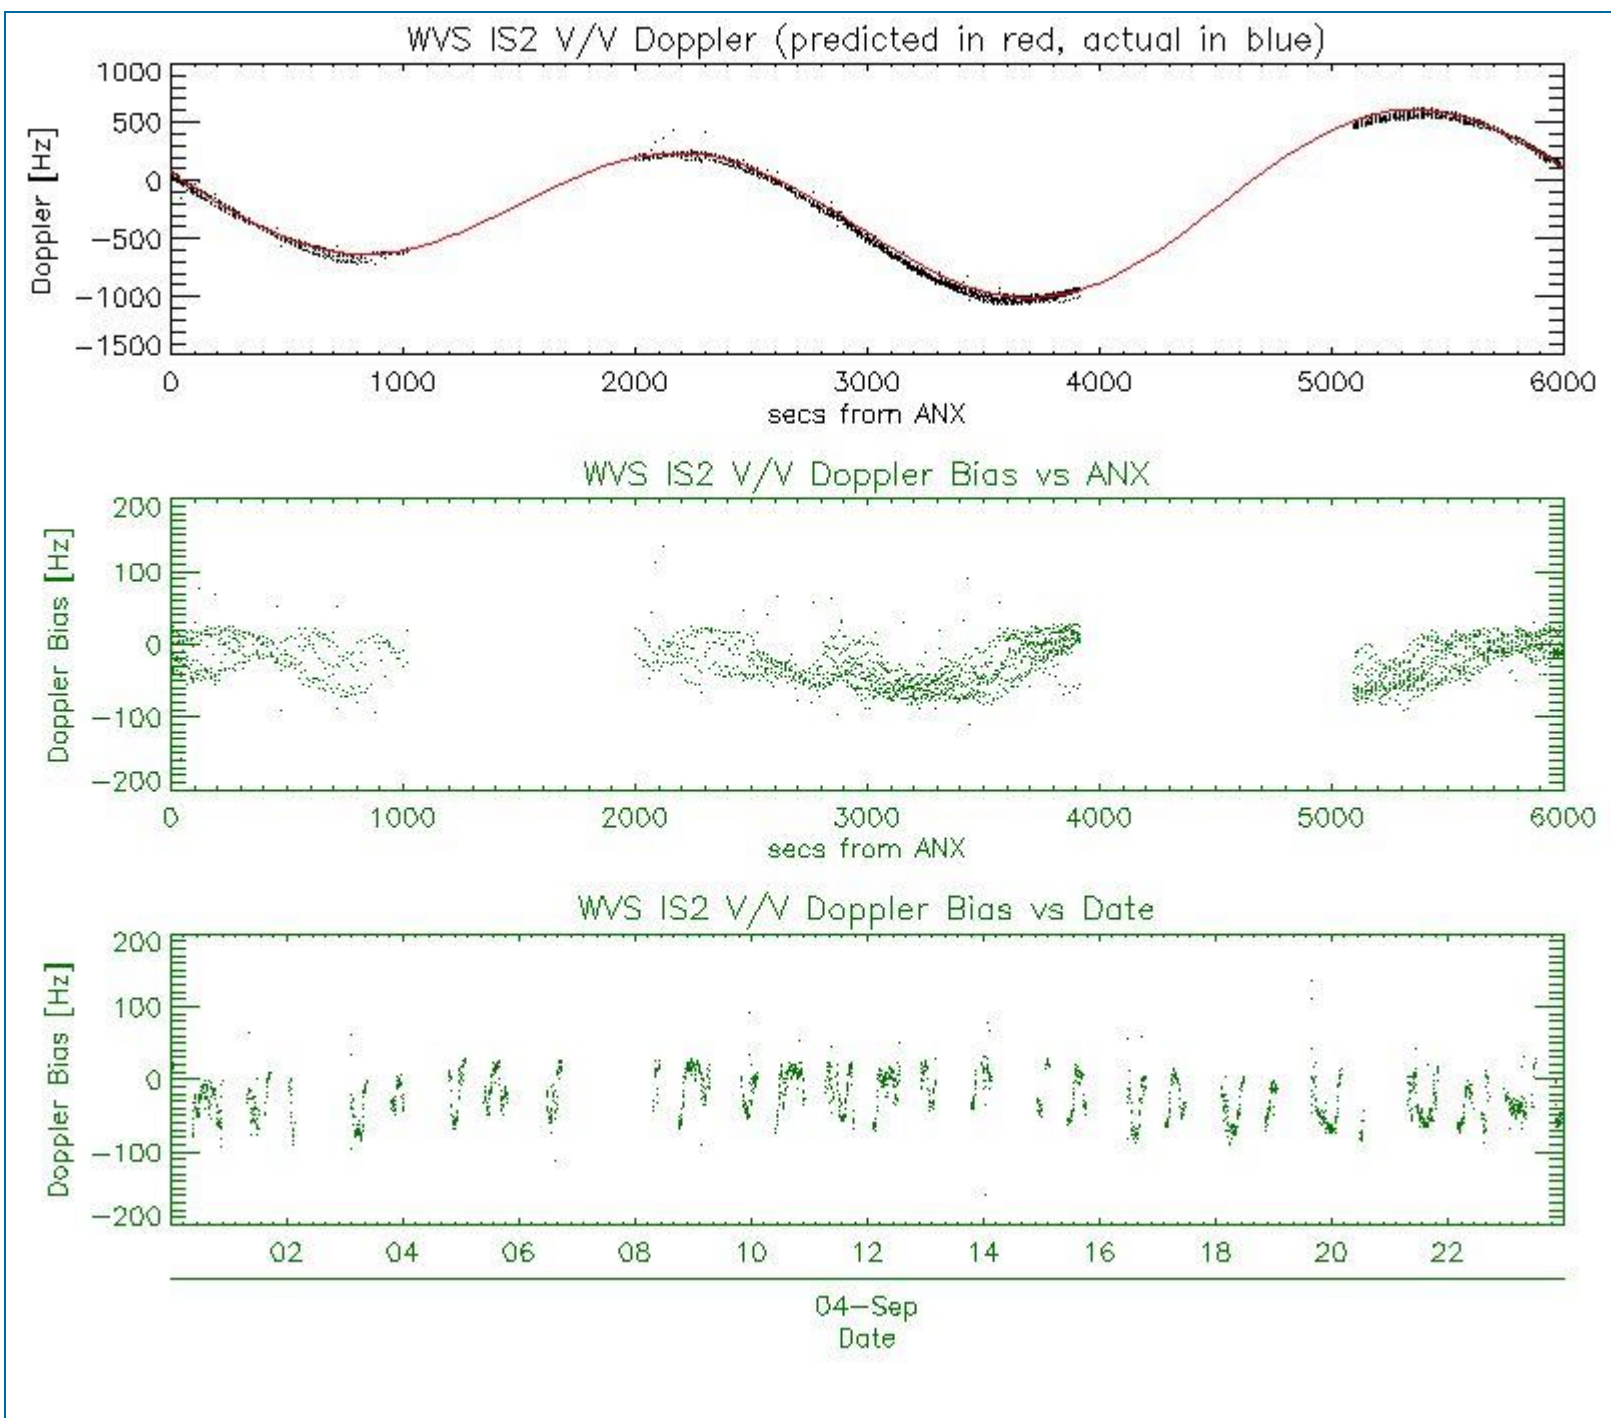 WVS IS2 V/V Doppler (predicted in red, actual in blue)
1000
500
0
-500
-1000
-1500
Doppler [Hz]
0 1000 2000 3000 4000 5000 6000
secs from ANX
WVS IS2 V/V Doppler Bias vs ANX
200
100
0
-100
-200
Doppler Bias [Hz]
0 1000 2000 3000 4000 5000 6000
secs from ANX
WVS IS2 V/V Doppler Bias vs Date
200
100
0
-100
-200
Doppler Bias [Hz]
02 04 06 08 10 12 14 16 18 20 22
04-Sep
Date